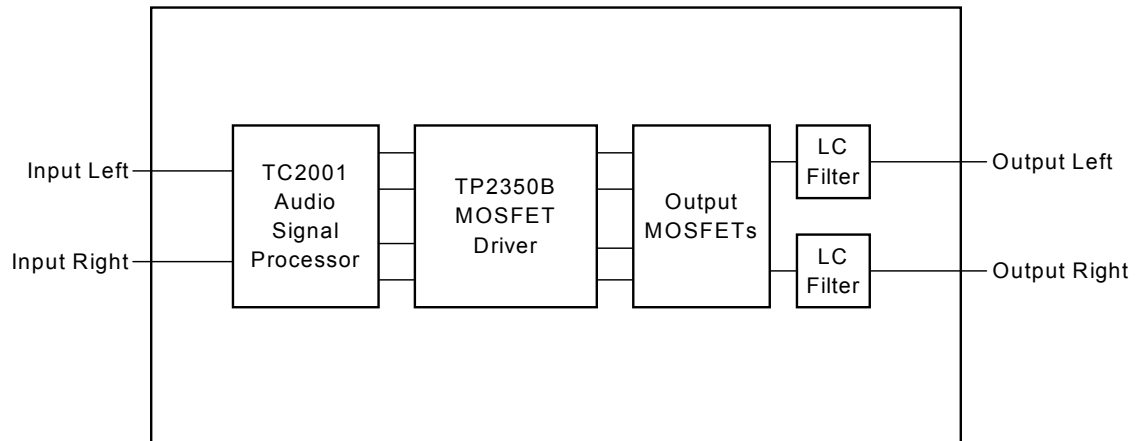 Input Left
Input Right
TC2001
Audio
Signal
Processor
TP2350B
MOSFET
Driver
Output
MOSFETs
LC
Filter
LC
Filter
Output Left
Output Right